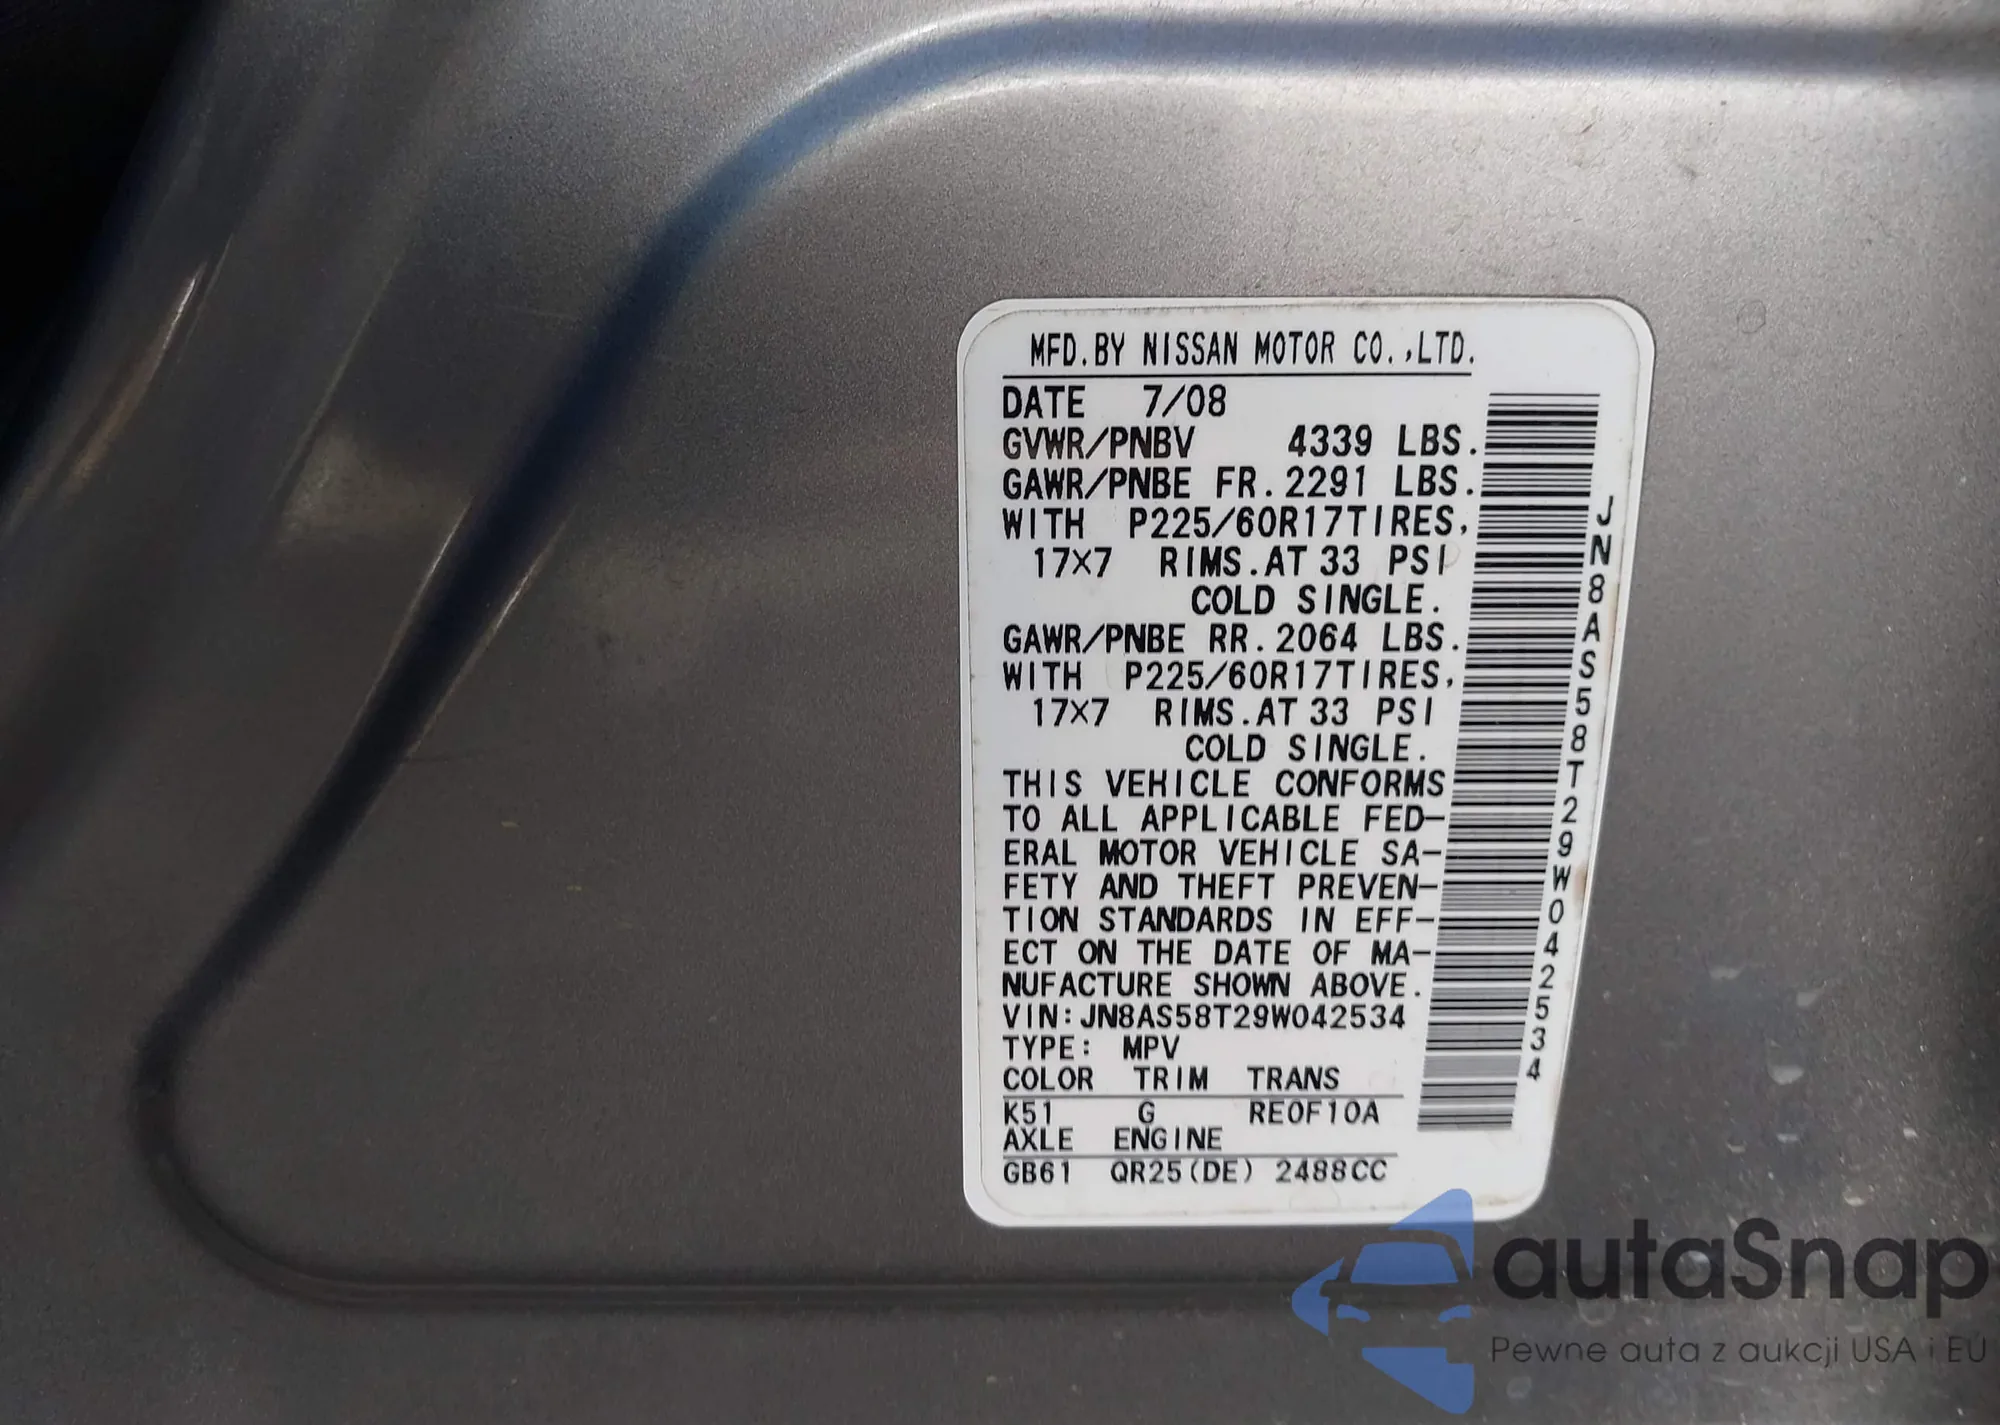 MFD.BY NISSAN MOTOR CO.,LTD.
DATE 7/08
GVWR/PNBV 4339 LBS.
GAWR/PNBE FR.2291 LBS.
WITH P225/60R17TIRES,
17×7 RIMS.AT 33 PSI
COLD SINGLE.
GAWR/PNBE RR.2064 LBS.
WITH P225/60R17TIRES,
17×7 RIMS.AT 33 PSI
COLD SINGLE.
THIS VEHICLE CONFORMS
TO ALL APPLICABLE FED-
ERAL MOTOR VEHICLE SA-
FETY AND THEFT PREVEN-
TION STANDARDS IN EFF-
ECT ON THE DATE OF MA-
NUFACTURE SHOWN ABOVE.
VIN:JN8AS58T29W042534
TYPE: MPV
COLOR TRIM TRANS
K51 G RE0F10A
AXLE ENGINE
GB61 QR25(DE) 2488CC
JN8AS58T29W042534
autaSnap
Pewne auta z aukcji USA i EU